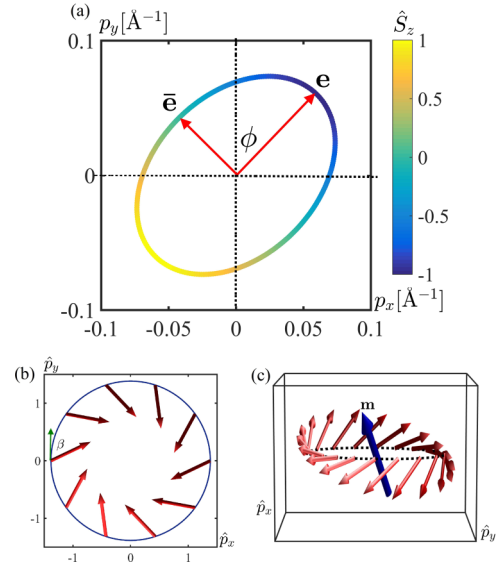 (a)
p_y[Å⁻¹]
0.1
0
-0.1
-0.1
-0.05
0
0.05
0.1
p_x[Å⁻¹]
ē
e
ϕ
Ŝ_z
1
0.5
0
-0.5
-1
(b)
p̂_y
1
0
-1
β
-1
0
1
p̂_x
(c)
m
p̂_x
p̂_y